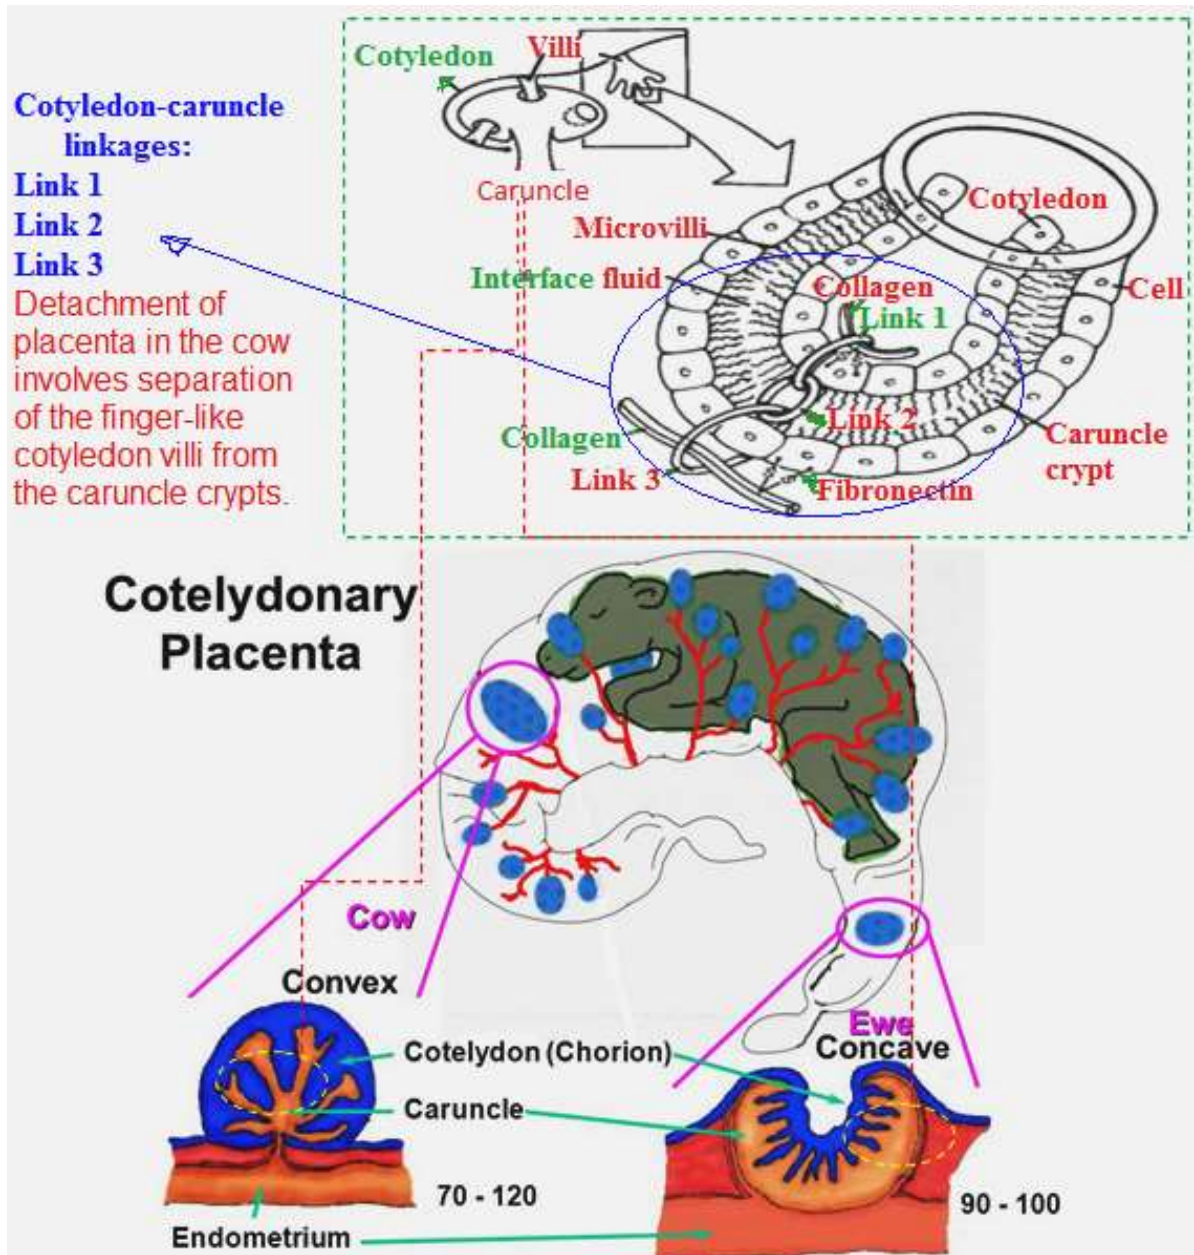 Cotyledon-caruncle
linkages:
Link 1
Link 2
Link 3
Detachment of
placenta in the cow
involves separation
of the finger-like
cotyledon villi from
the caruncle crypts.
Villi
Cotyledon
Caruncle
Cotyledon
Microvilli
Interface fluid
Collagen
Cell
Link 1
Link 2
Collagen
Caruncle
crypt
Link 3
Fibronectin
Cotelydonary
Placenta
Cow
Convex
Ewe
Concave
Cotelydon (Chorion)
Caruncle
70 - 120
90 - 100
Endometrium